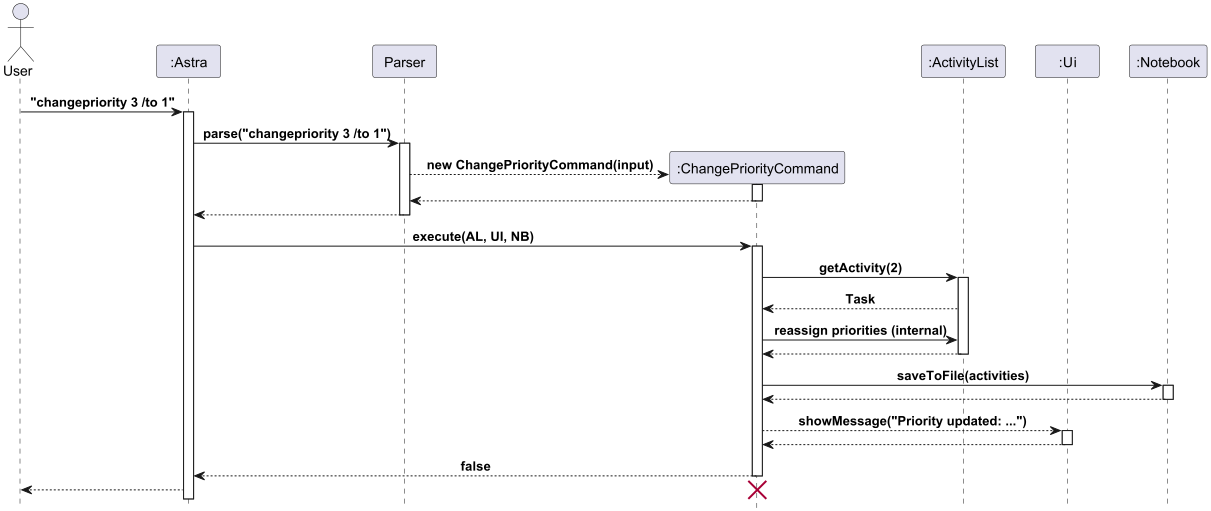 User
:Astra
Parser
:ActivityList
:Ui
:Notebook
"changepriority 3 /to 1"
parse("changepriority 3 /to 1")
new ChangePriorityCommand(input)
:ChangePriorityCommand
execute(AL, UI, NB)
getActivity(2)
Task
reassign priorities (internal)
saveToFile(activities)
showMessage("Priority updated: ...")
false